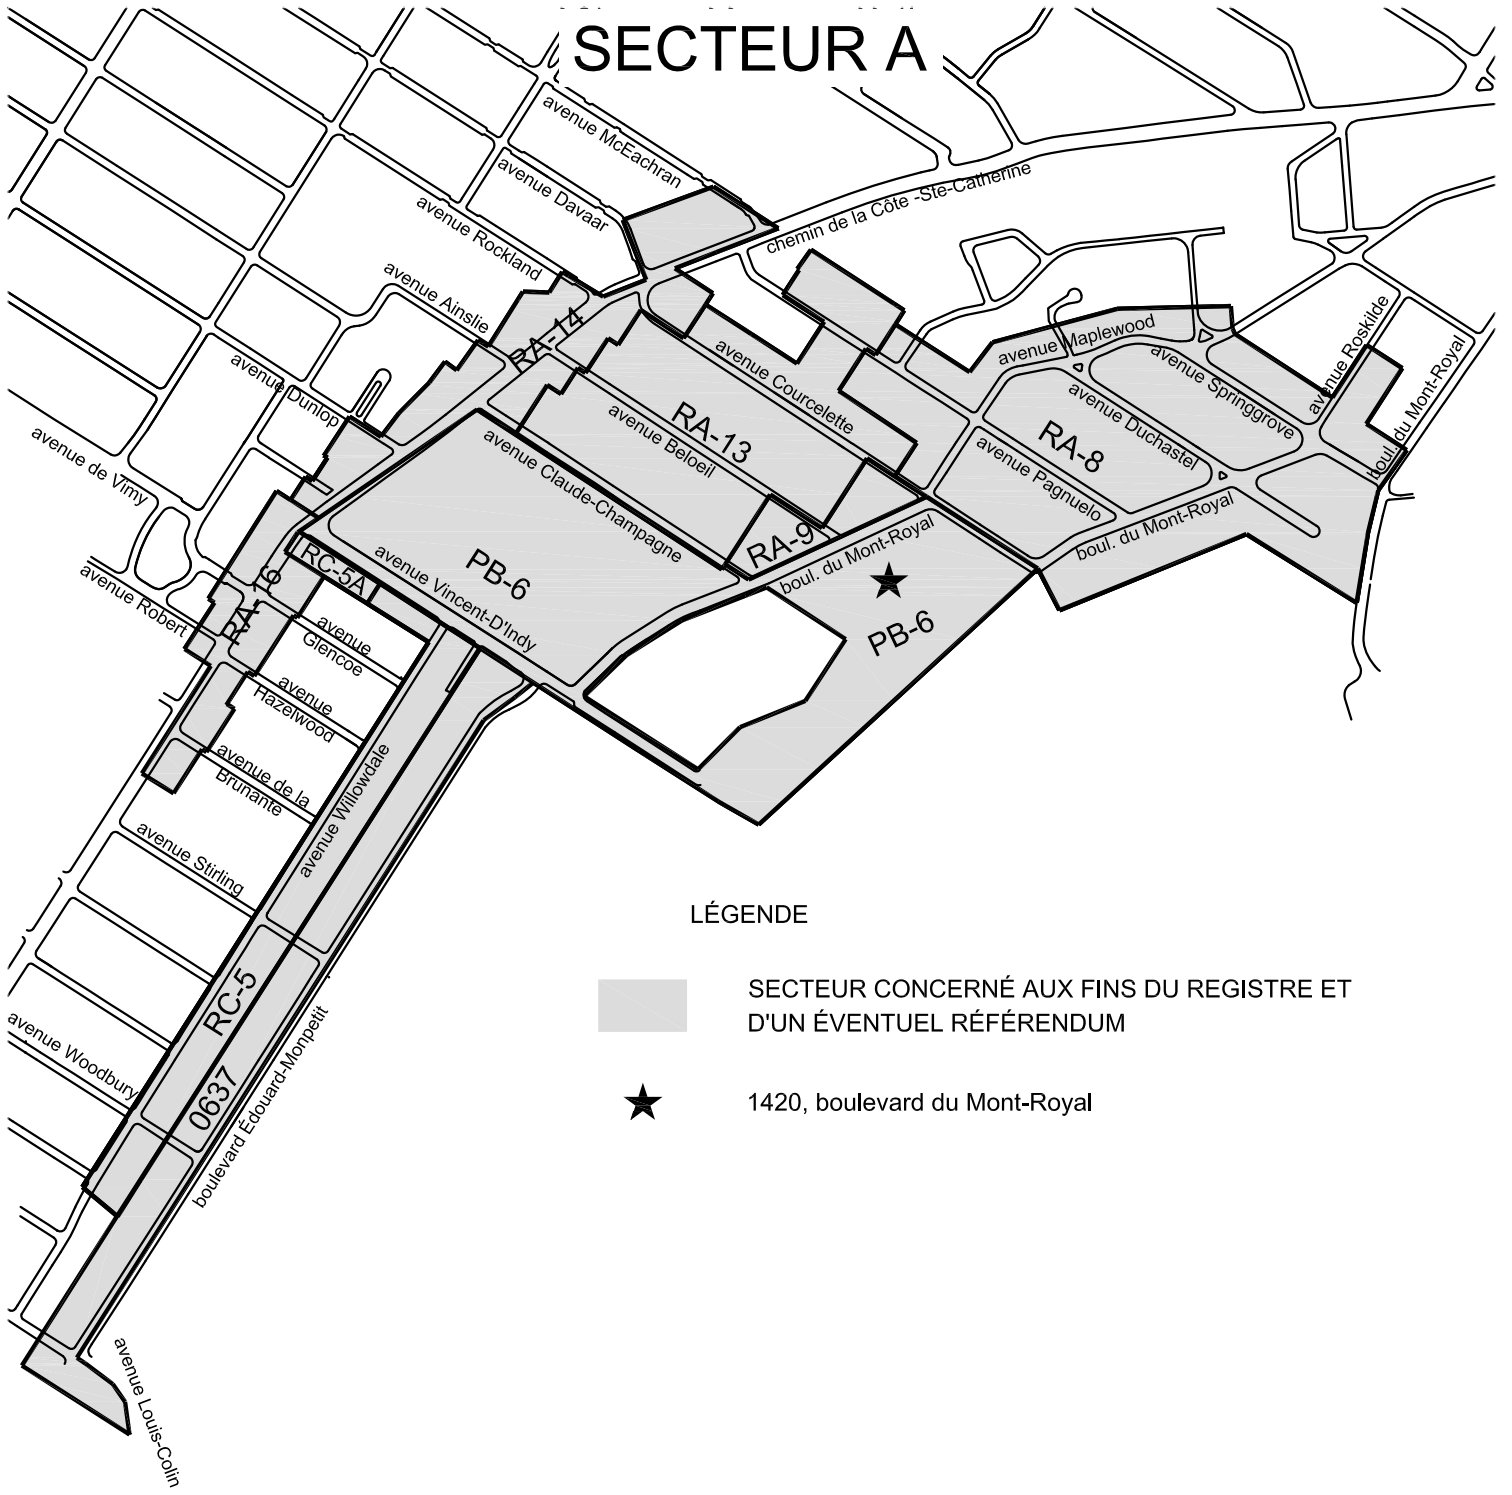 SECTEUR A
avenue McEachran
avenue Davaar
avenue Rockland
chemin de la Côte -Ste-Catherine
avenue Ainslie
RA-14
avenue Dunlop
avenue de Vimy
avenue Courcelette
avenue Maplewood
avenue Roskilde
avenue Springgrove
boul. du Mont-Royal
avenue Duchastel
RA-13
avenue Beloeil
RA-8
avenue Pagnuelo
avenue Claude-Champagne
RA-9
boul. du Mont-Royal
boul. du Mont-Royal
PB-6
avenue Vincent-D'Indy
RC-5A
PB-6
RA-16
avenue Robert
avenue
Glencoe
avenue
Hazelwood
avenue de la
Brunante
avenue Willowdale
avenue Stirling
RC-5
avenue Woodbury
0637
boulevard Édouard-Monpetit
avenue Louis-Colin
LÉGENDE
SECTEUR CONCERNÉ AUX FINS DU REGISTRE ET
D'UN ÉVENTUEL RÉFÉRENDUM
1420, boulevard du Mont-Royal